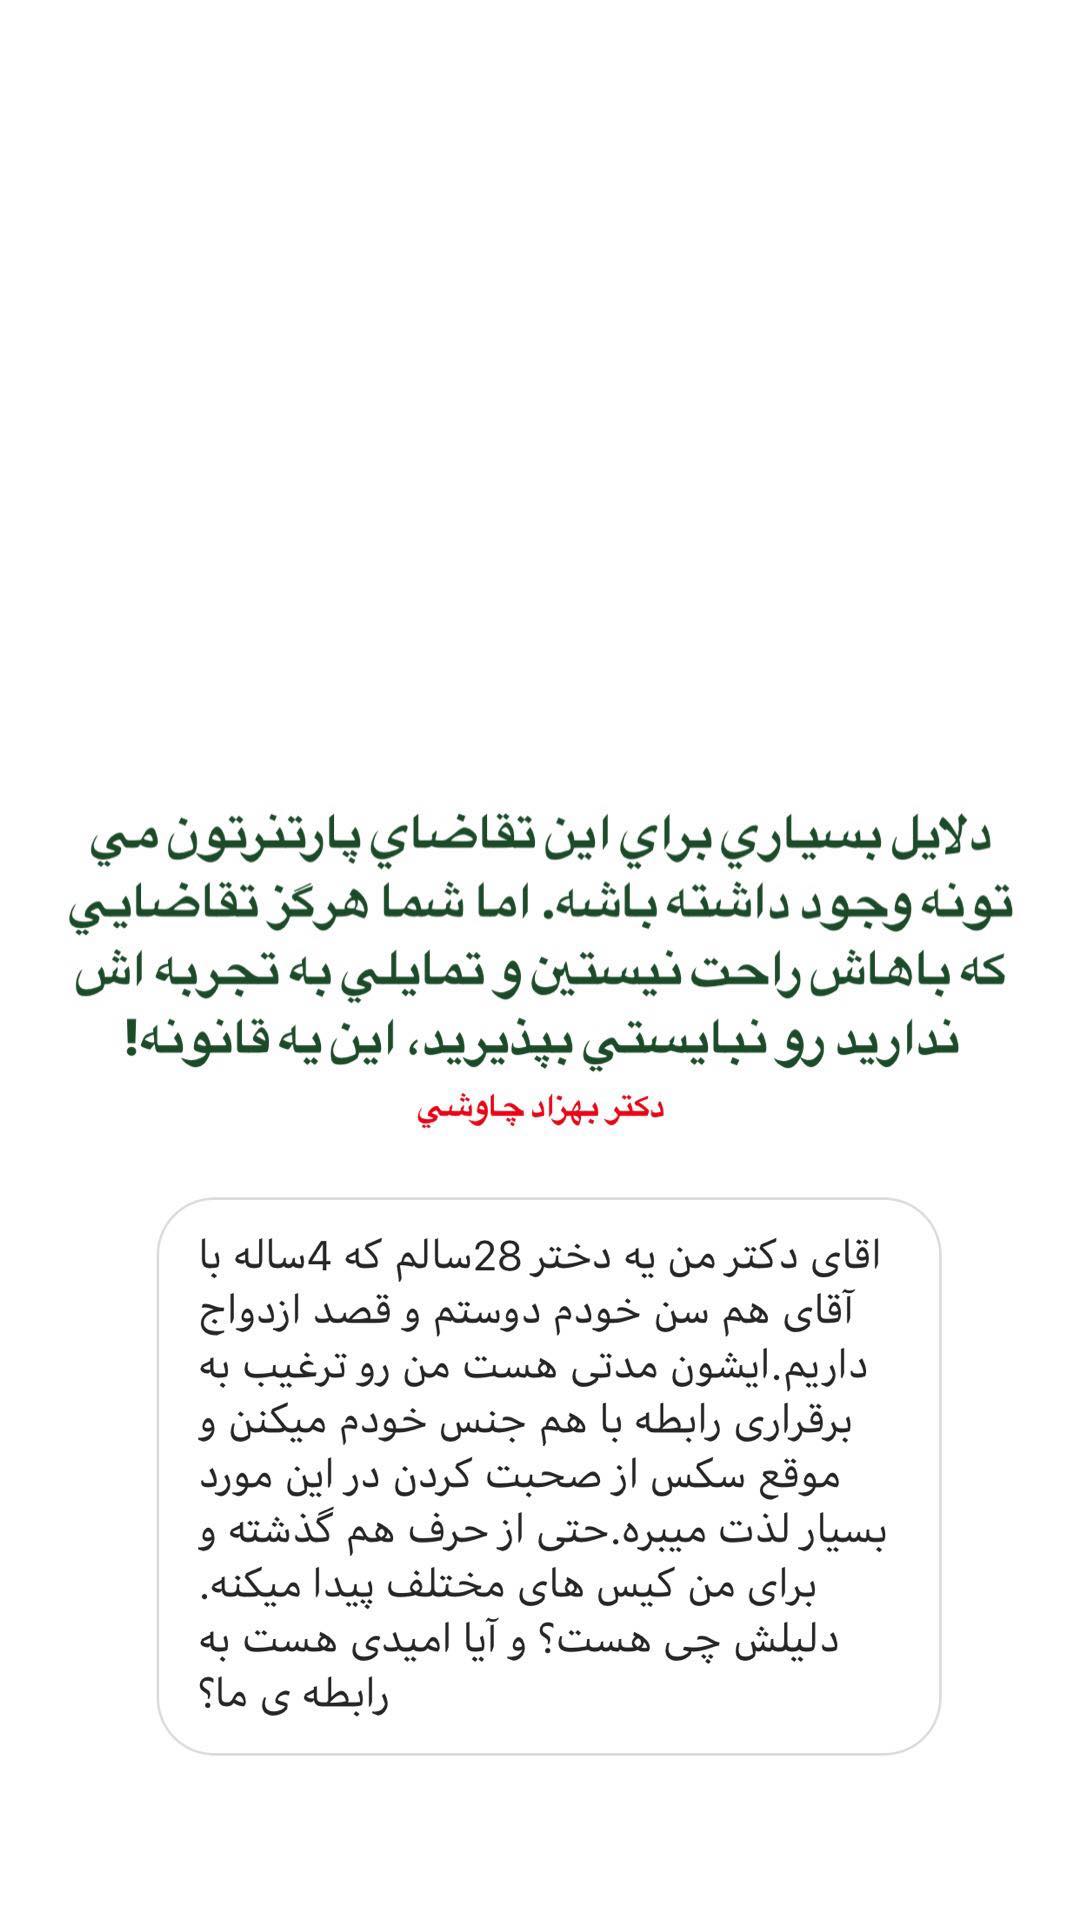 دلايل بسياري براي اين تقاضاي پارتنرتون مي
تونه وجود داشته باشه. اما شما هرگز تقاضايي
كه باهاش راحت نيستين و تمايلي به تجربه اش
نداريد رو نبايستي بپذيريد، اين يه قانونه!
دكتر بهزاد چاوشي
اقای دکتر من یه دختر 28سالم که 4ساله با
آقای هم سن خودم دوستم و قصد ازدواج
داریم.ایشون مدتی هست من رو ترغیب به
برقراری رابطه با هم جنس خودم میکنن و
موقع سکس از صحبت کردن در این مورد
بسیار لذت میبره.حتی از حرف هم گذشته و
برای من کیس های مختلف پیدا میکنه.
دلیلش چی هست؟ و آیا امیدی هست به
رابطه ی ما؟